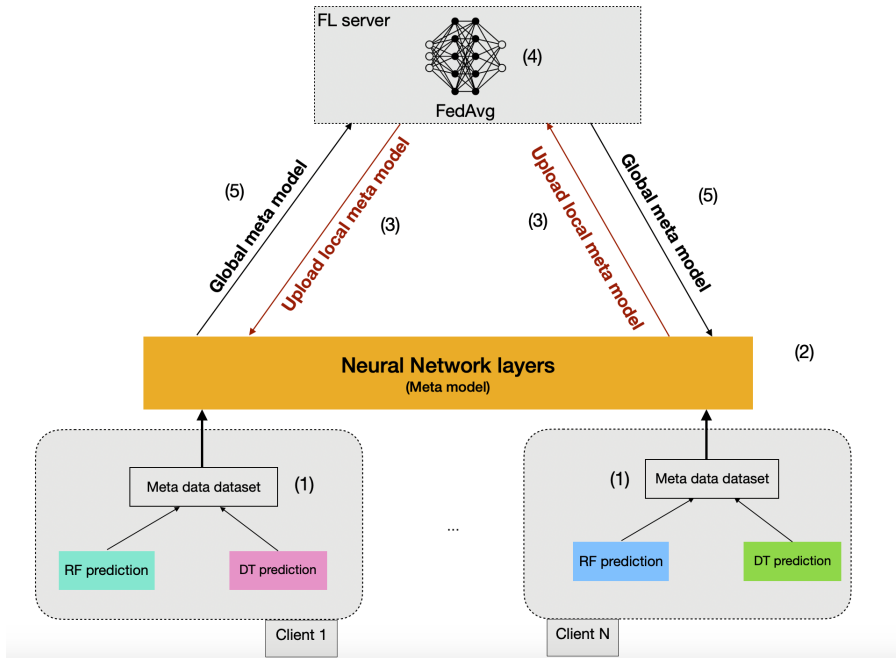 FL server
(4)
FedAvg
(5)
Global meta model
Upload local meta model
(3)
(3)
Upload local meta model
Global meta model
(5)
Neural Network layers
(Meta model)
(2)
Meta data dataset
(1)
RF prediction
DT prediction
Client 1
...
(1)
Meta data dataset
RF prediction
DT prediction
Client N